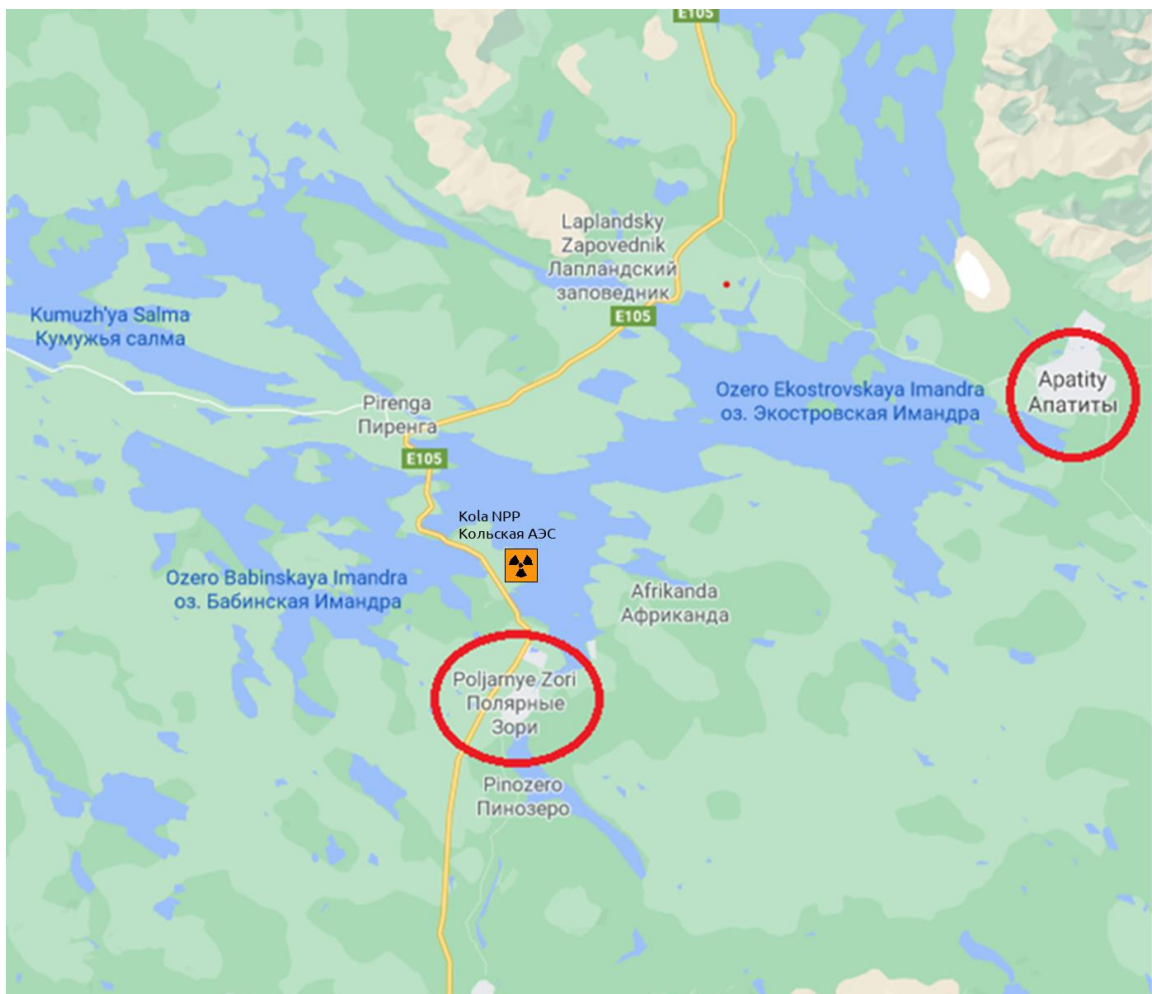 E105
Laplandsky
Zapovednik
Лапландский
заповедник
E105
Kumuzh'ya Salma
Кумужья салма
Apatity
Апатиты
Ozero Ekostrovskaya Imandra
оз. Экостровская Имандра
Pirenga
Пиренга
E105
Kola NPP
Кольская АЭС
Ozero Babinskaya Imandra
оз. Бабинская Имандра
Afrikanda
Африканда
Poljarnye Zori
Полярные
Зори
Pinozero
Пинозеро